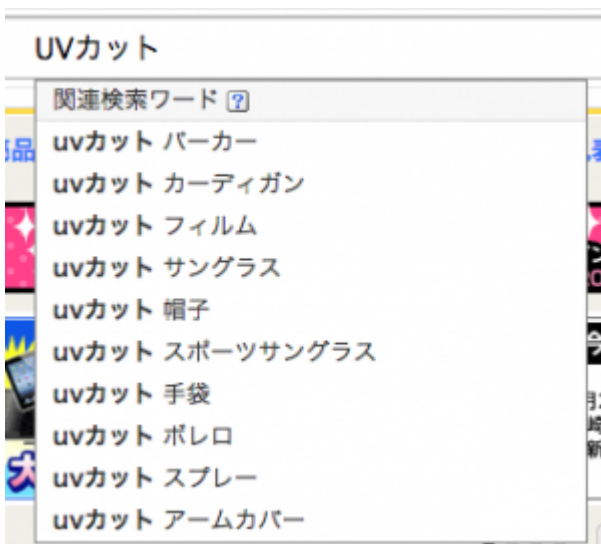 UVカット
関連検索ワード ?
uvカット パーカー
uvカット カーディガン
uvカット フィルム
uvカット サングラス
uvカット 帽子
uvカット スポーツサングラス
uvカット 手袋
uvカット ボレロ
uvカット スプレー
uvカット アームカバー
品
大